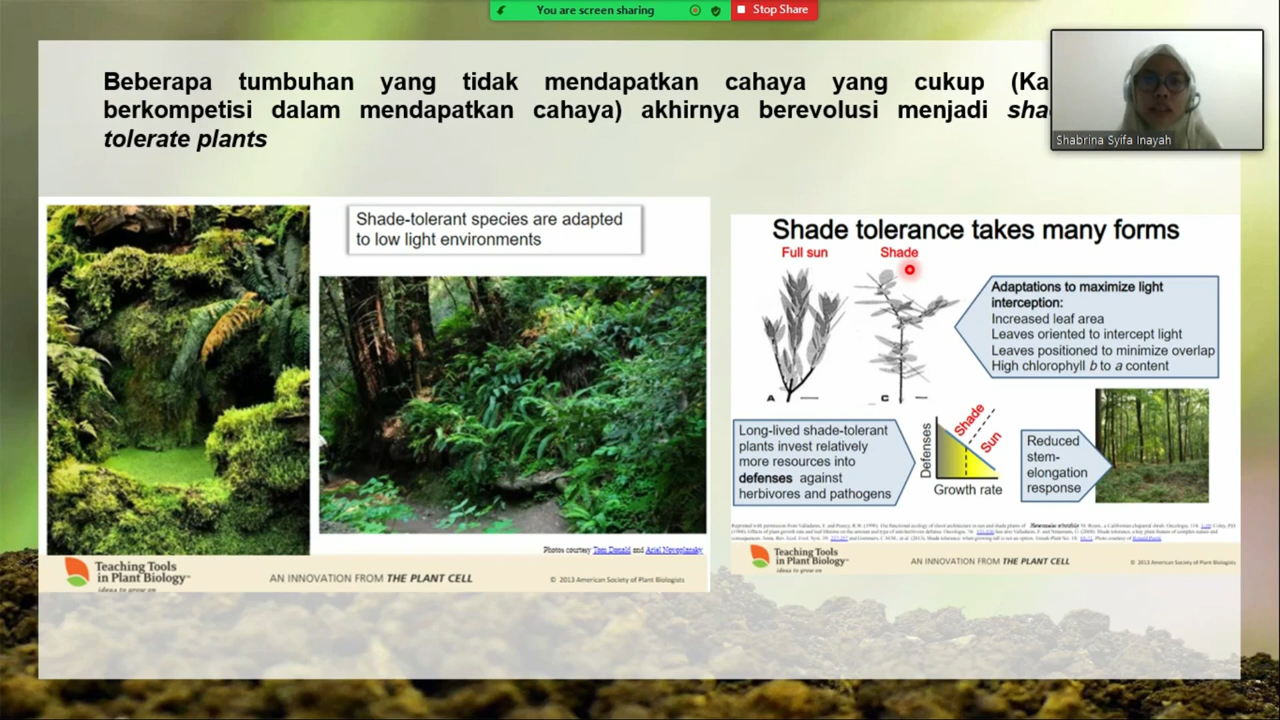 You are screen sharing
Stop Share
Beberapa tumbuhan yang tidak mendapatkan cahaya yang cukup (Ka
berkompetisi dalam mendapatkan cahaya) akhirnya berevolusi menjadi sha
tolerate plants
Shabrina Syifa Inayah
Shade-tolerant species are adapted
to low light environments
Photos courtesy Tom Donald and Ariel Novoplansky
Teaching Tools
in Plant Biology™
ideas to grow on
AN INNOVATION FROM THE PLANT CELL
© 2013 American Society of Plant Biologists
Shade tolerance takes many forms
Full sun
Shade
A
C
Adaptations to maximize light
interception:
Increased leaf area
Leaves oriented to intercept light
Leaves positioned to minimize overlap
High chlorophyll b to a content
Long-lived shade-tolerant
plants invest relatively
more resources into
defenses against
herbivores and pathogens
Defenses
Shade
Sun
Growth rate
Reduced
stem-
elongation
response
Teaching Tools
in Plant Biology™
ideas to grow on
AN INNOVATION FROM THE PLANT CELL
© 2013 American Society of Plant Biologists